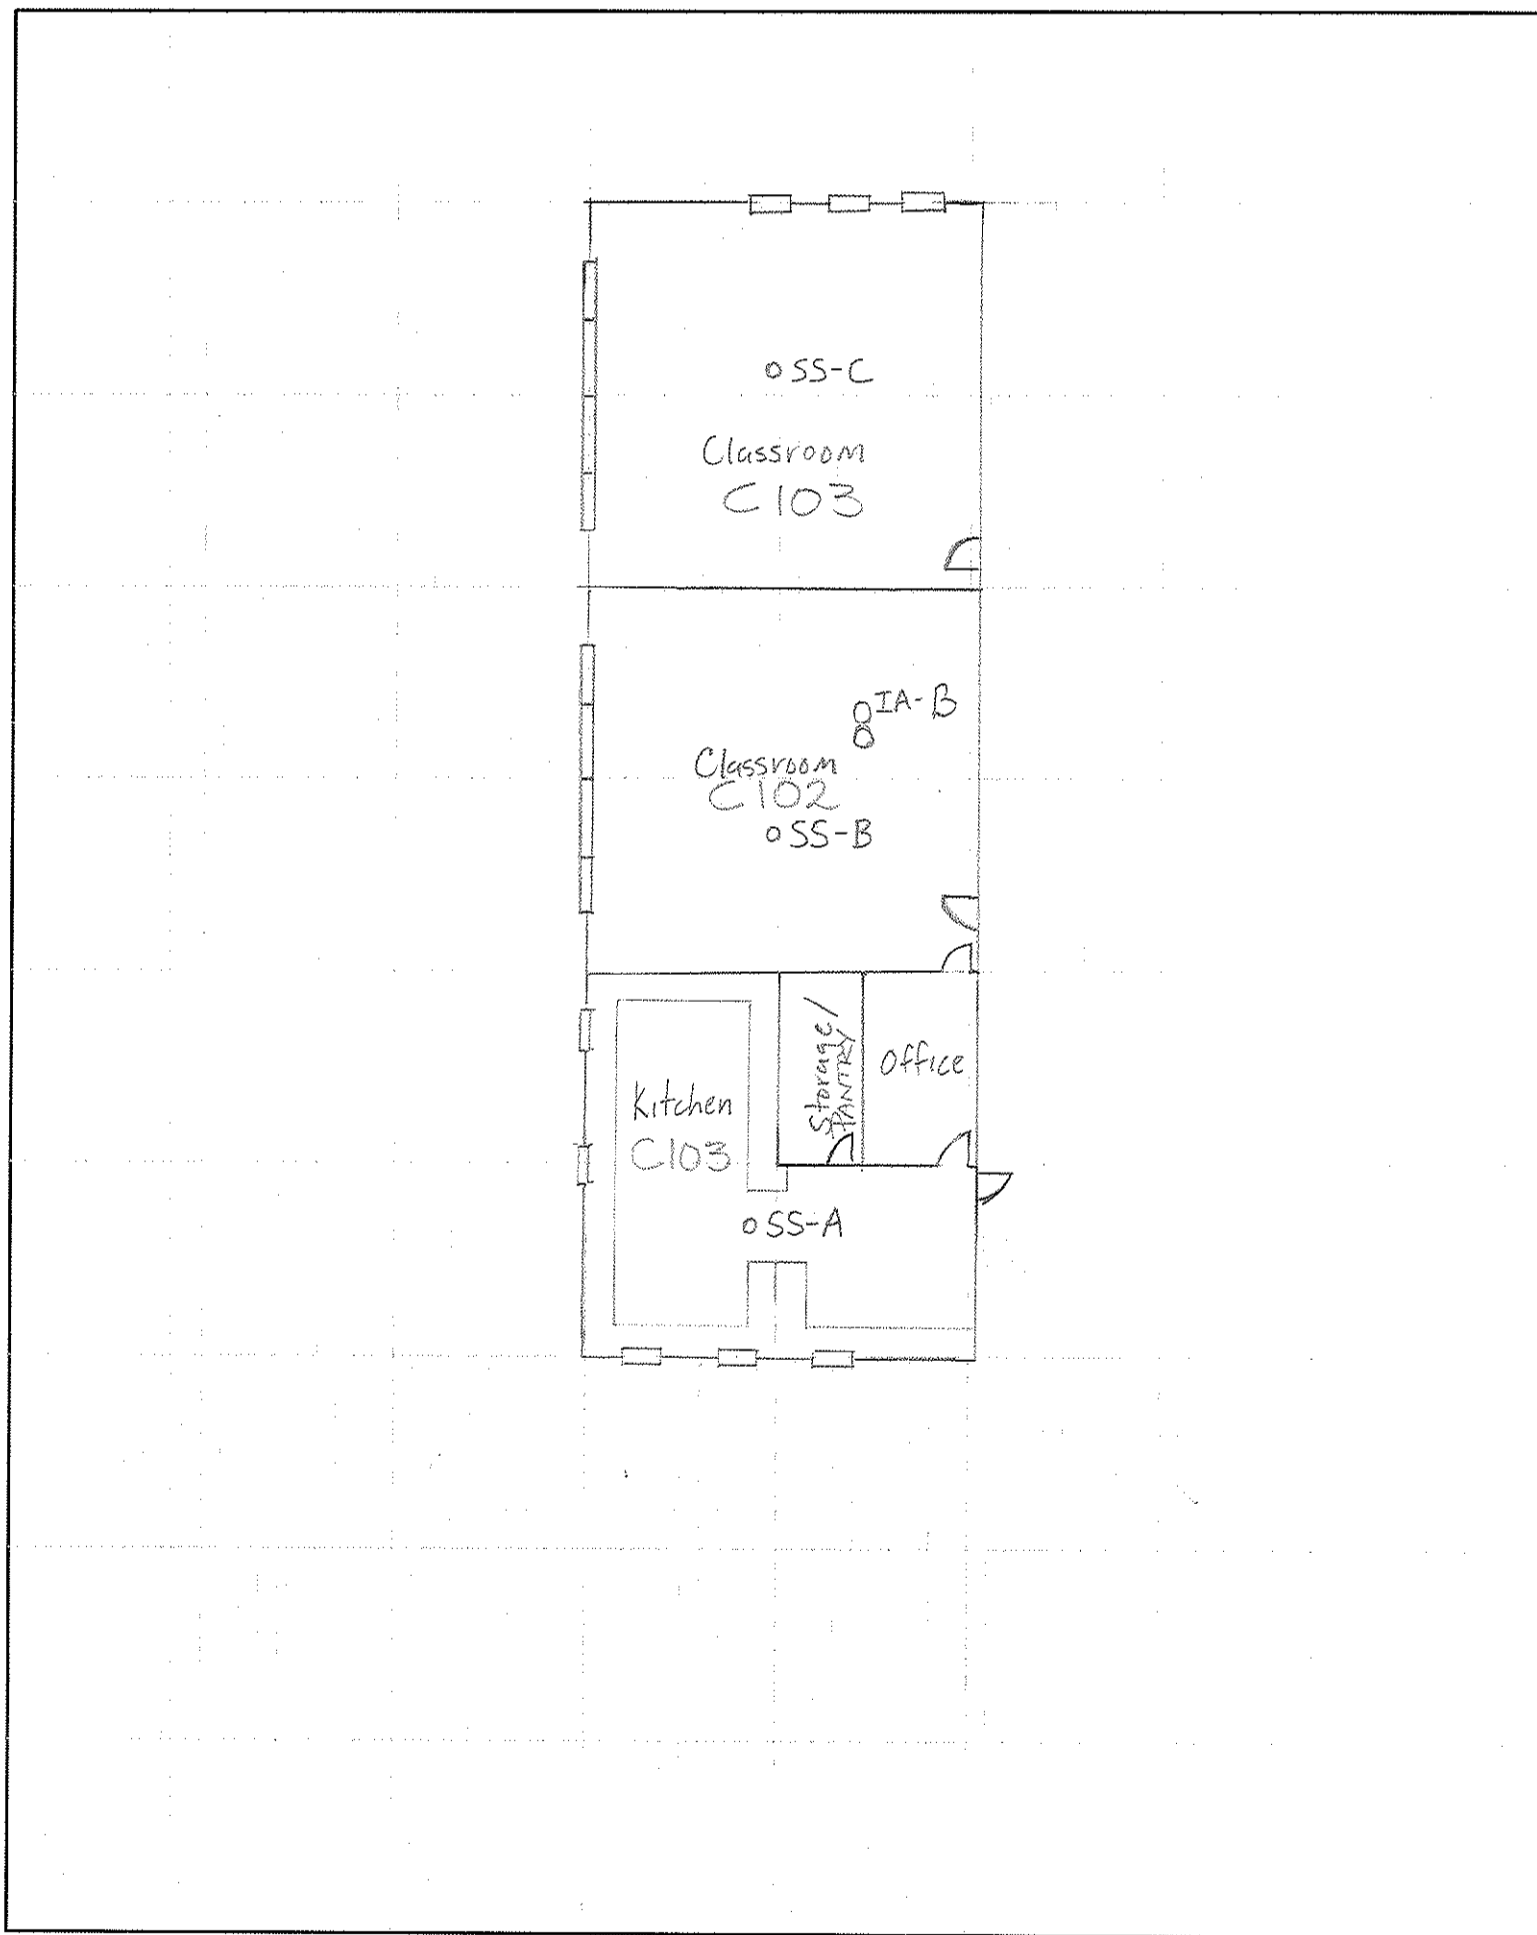 SS-C
Classroom
C103
IA-B
Classroom
C102
SS-B
Storage/
PANTRY
Office
Kitchen
C103
SS-A